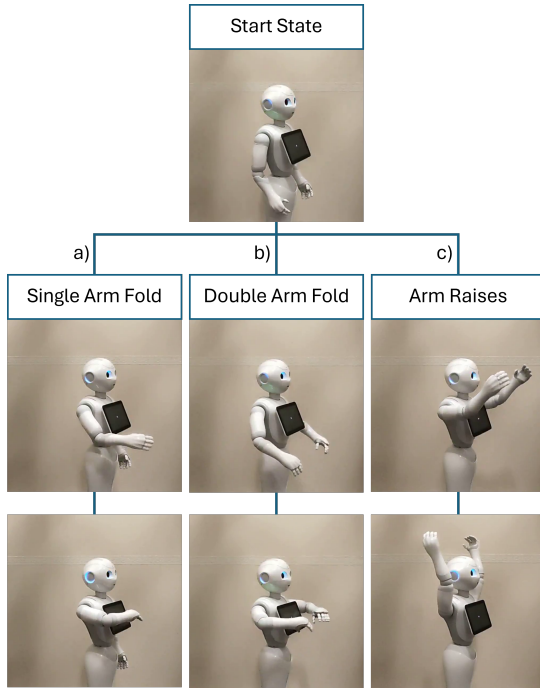 Start State
a)
b)
c)
Single Arm Fold
Double Arm Fold
Arm Raises